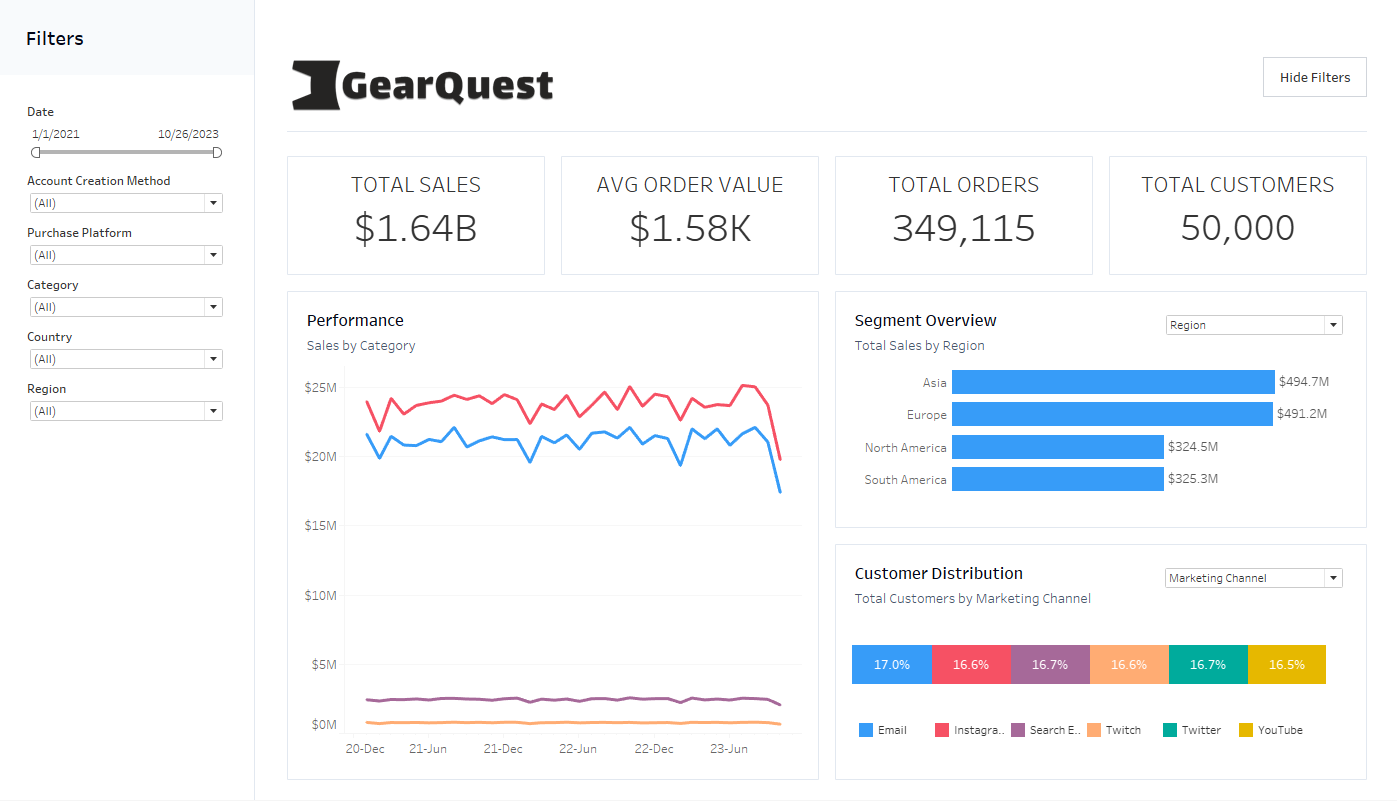 Filters
Date
1/1/2021 10/26/2023
Account Creation Method
(All)
Purchase Platform
(All)
Category
(All)
Country
(All)
Region
(All)
GearQuest
Hide Filters
TOTAL SALES
$1.64B
AVG ORDER VALUE
$1.58K
TOTAL ORDERS
349,115
TOTAL CUSTOMERS
50,000
Performance
Sales by Category
$25M
$20M
$15M
$10M
$5M
$0M
20-Dec 21-Jun 21-Dec 22-Jun 22-Dec 23-Jun
Segment Overview
Region
Total Sales by Region
Asia $494.7M
Europe $491.2M
North America $324.5M
South America $325.3M
Customer Distribution
Marketing Channel
Total Customers by Marketing Channel
17.0% 16.6% 16.7% 16.6% 16.7% 16.5%
Email Instagra.. Search E.. Twitch Twitter YouTube